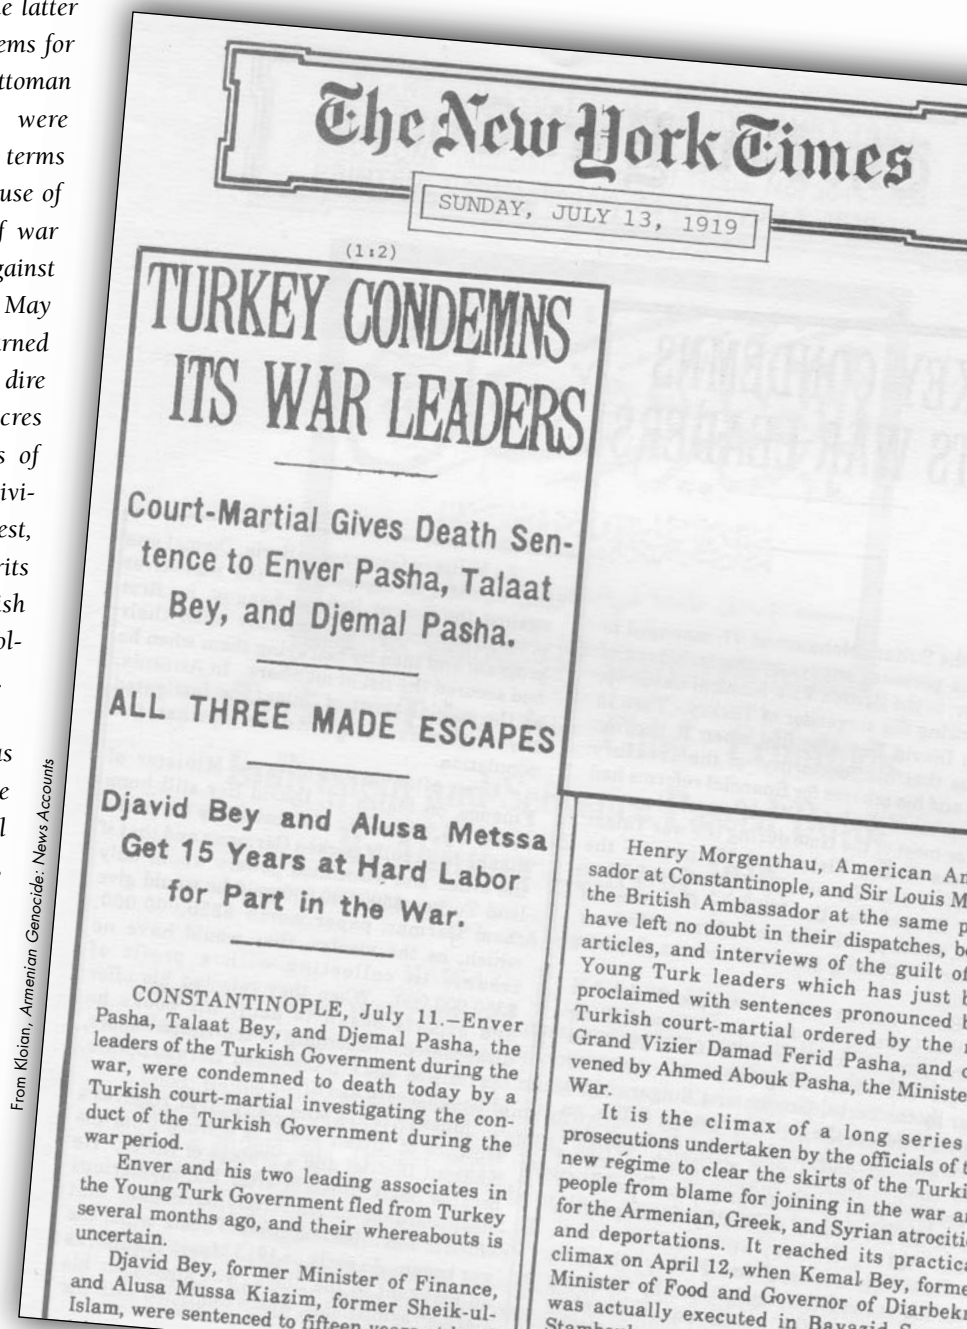 e latter
ems for
ttoman
were
terms
use of
f war
gainst
May
rned
dire
cres
s of
ivi-
est,
rits
ish
ol-
as
e
l
From Kloian, Armenian Genocide: News Accounts
The New York Times
SUNDAY, JULY 13, 1919
(1:2)
TURKEY CONDEMNS
ITS WAR LEADERS
Court-Martial Gives Death Sen-
tence to Enver Pasha, Talaat
Bey, and Djemal Pasha.
ALL THREE MADE ESCAPES
Djavid Bey and Alusa Metssa
Get 15 Years at Hard Labor
for Part in the War.
CONSTANTINOPLE, July 11.—Enver
Pasha, Talaat Bey, and Djemal Pasha, the
leaders of the Turkish Government during the
war, were condemned to death today by a
Turkish court-martial investigating the con-
duct of the Turkish Government during the
war period.
Enver and his two leading associates in
the Young Turk Government fled from Turkey
several months ago, and their whereabouts is
uncertain.
Djavid Bey, former Minister of Finance,
and Alusa Mussa Kiazim, former Sheik-ul-
Islam, were sentenced to fifteen years
Henry Morgenthau, American Am
sador at Constantinople, and Sir Louis M
the British Ambassador at the same p
have left no doubt in their dispatches, bo
articles, and interviews of the guilt of
Young Turk leaders which has just b
proclaimed with sentences pronounced b
Turkish court-martial ordered by the
Grand Vizier Damad Ferid Pasha, and c
vened by Ahmed Abouk Pasha, the Ministe
War.
It is the climax of a long series
prosecutions undertaken by the officials of t
new régime to clear the skirts of the Turki
people from blame for joining in the war a
for the Armenian, Greek, and Syrian atrociti
and deportations. It reached its practica
climax on April 12, when Kemal Bey, forme
Minister of Food and Governor of Diarbek
was actually executed in Bayazid